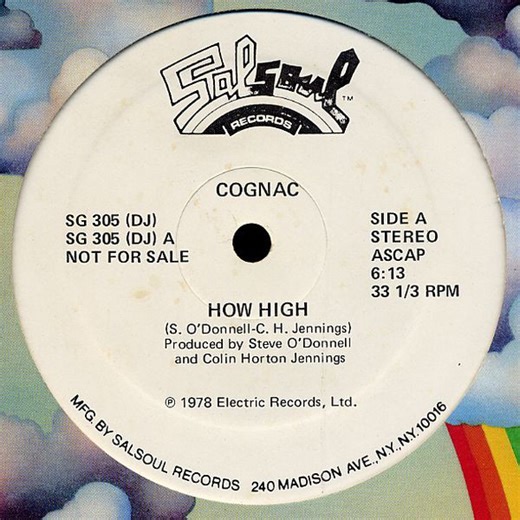 Salsoul
RECORDS
TM
COGNAC
SG 305 (DJ)
SG 305 (DJ) A
NOT FOR SALE
SIDE A
STEREO
ASCAP
6:13
33 1/3 RPM
HOW HIGH
(S. O'Donnell-C. H. Jennings)
Produced by Steve O'Donnell
and Colin Horton Jennings
℗ 1978 Electric Records, Ltd.
MFG. BY SALSOUL RECORDS 240 MADISON AVE., N.Y., N.Y. 10016